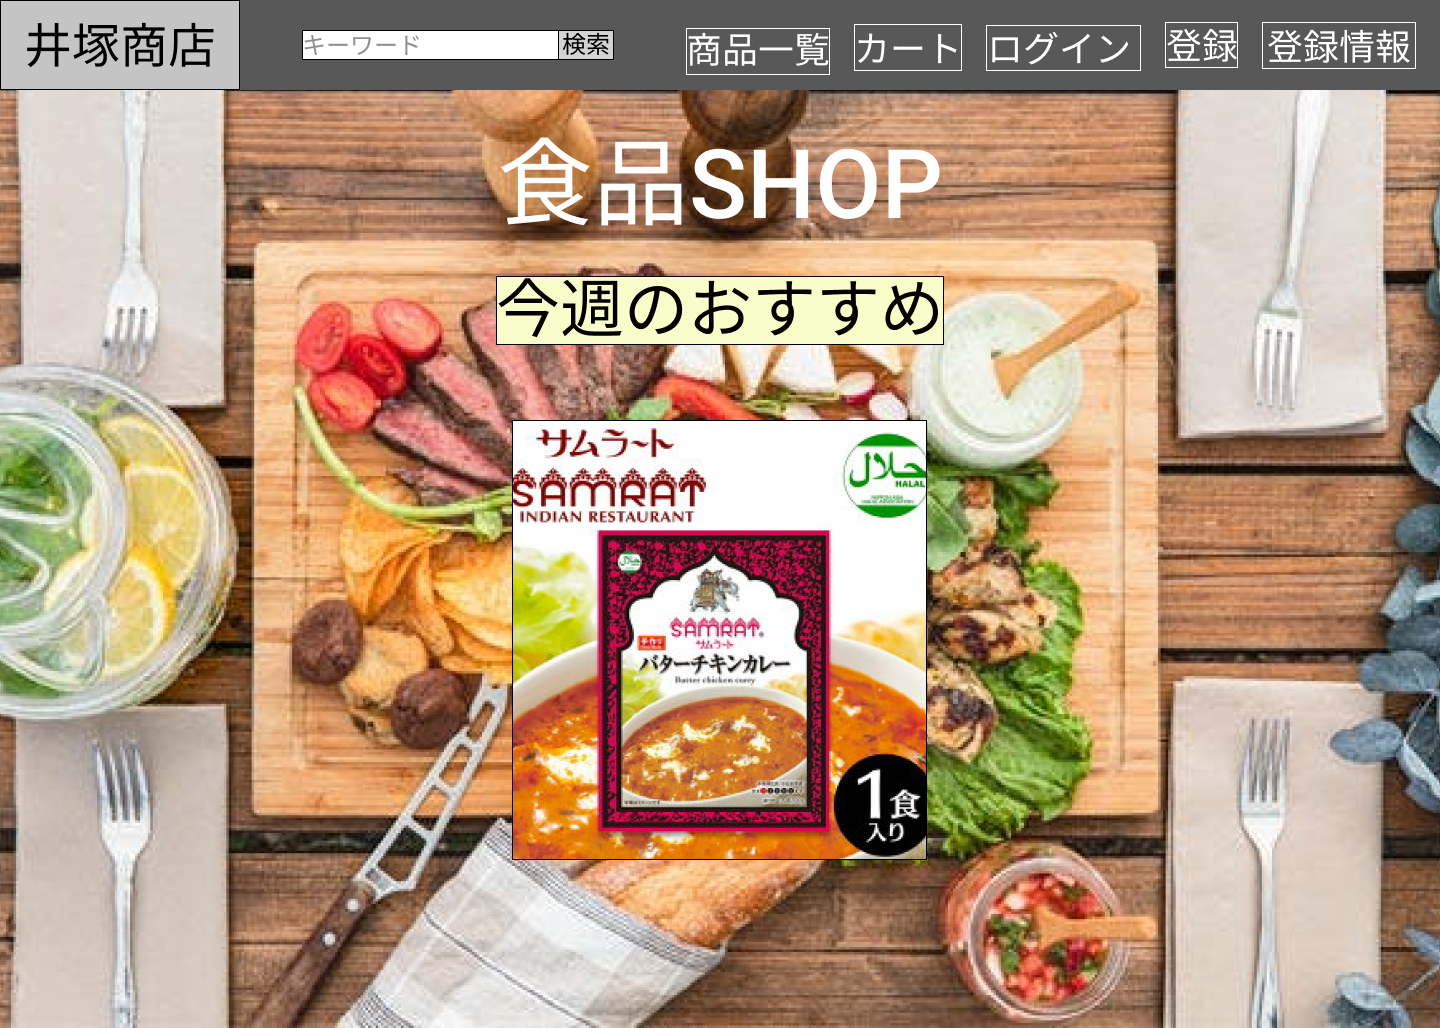 井塚商店
キーワード
検索
商品一覧
カート
ログイン
登録
登録情報
食品SHOP
今週のおすすめ
サムラート
SAMRAT
INDIAN RESTAURANT
حلال
HALAL
SAMRAT
サムラート
手作り
バターチキンカレー
Butter chicken curry
1食
入り